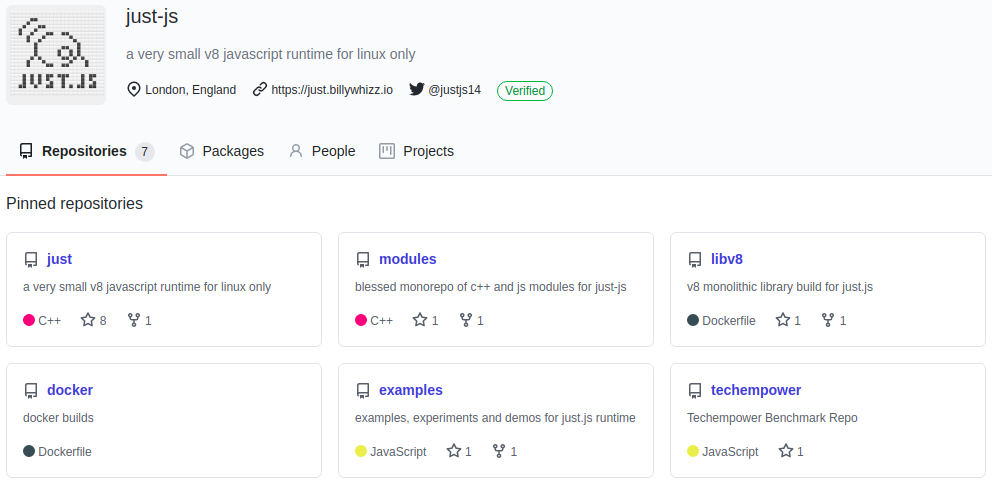 just-js
a very small v8 javascript runtime for linux only
London, England https://just.billywhizz.io @justjs14 Verified
JUST.JS
Repositories 7 Packages People Projects
Pinned repositories
just
a very small v8 javascript runtime for linux only
C++ 8 1
modules
blessed monorepo of c++ and js modules for just-js
C++ 1 1
libv8
v8 monolithic library build for just.js
Dockerfile 1 1
docker
docker builds
Dockerfile
examples
examples, experiments and demos for just.js runtime
JavaScript 1 1
techempower
Techempower Benchmark Repo
JavaScript 1